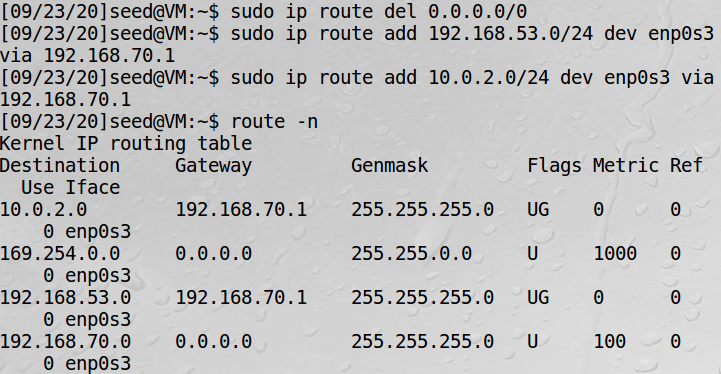 [09/23/20]seed@VM:~$ sudo ip route del 0.0.0.0/0
[09/23/20]seed@VM:~$ sudo ip route add 192.168.53.0/24 dev enp0s3
via 192.168.70.1
[09/23/20]seed@VM:~$ sudo ip route add 10.0.2.0/24 dev enp0s3 via
192.168.70.1
[09/23/20]seed@VM:~$ route -n
Kernel IP routing table
Destination     Gateway         Genmask         Flags Metric Ref
  Use Iface
10.0.2.0        192.168.70.1    255.255.255.0   UG    0      0
    0 enp0s3
169.254.0.0     0.0.0.0         255.255.0.0     U     1000   0
    0 enp0s3
192.168.53.0    192.168.70.1    255.255.255.0   UG    0      0
    0 enp0s3
192.168.70.0    0.0.0.0         255.255.255.0   U     100    0
    0 enp0s3